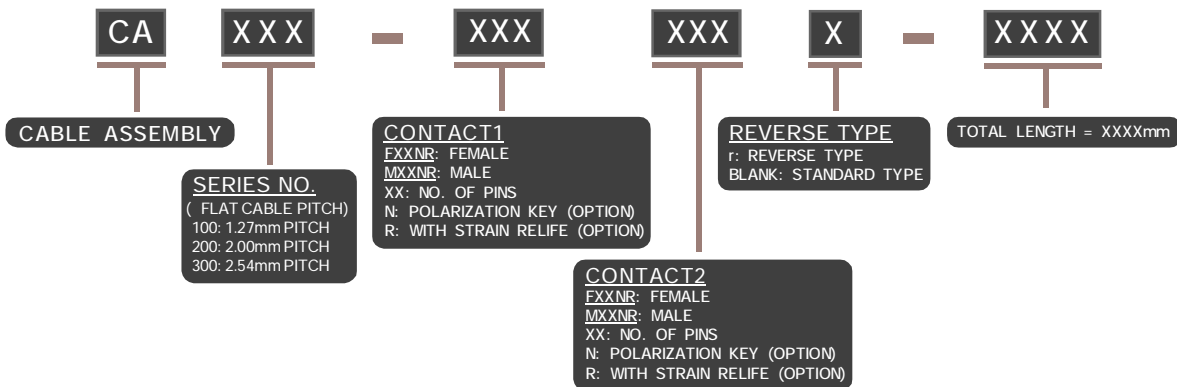 CA XXX - XXX XXX X - XXXX
CABLE ASSEMBLY
SERIES NO.
( FLAT CABLE PITCH)
100: 1.27mm PITCH
200: 2.00mm PITCH
300: 2.54mm PITCH
CONTACT1
FXXNR: FEMALE
MXXNR: MALE
XX: NO. OF PINS
N: POLARIZATION KEY (OPTION)
R: WITH STRAIN RELIFE (OPTION)
CONTACT2
FXXNR: FEMALE
MXXNR: MALE
XX: NO. OF PINS
N: POLARIZATION KEY (OPTION)
R: WITH STRAIN RELIFE (OPTION)
REVERSE TYPE
r: REVERSE TYPE
BLANK: STANDARD TYPE
TOTAL LENGTH = XXXXmm